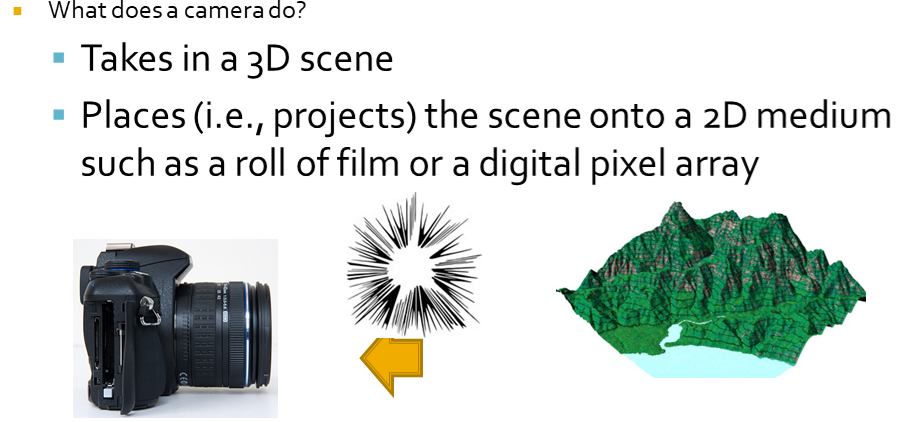 What does a camera do?
Takes in a 3D scene
Places (i.e., projects) the scene onto a 2D medium
such as a roll of film or a digital pixel array